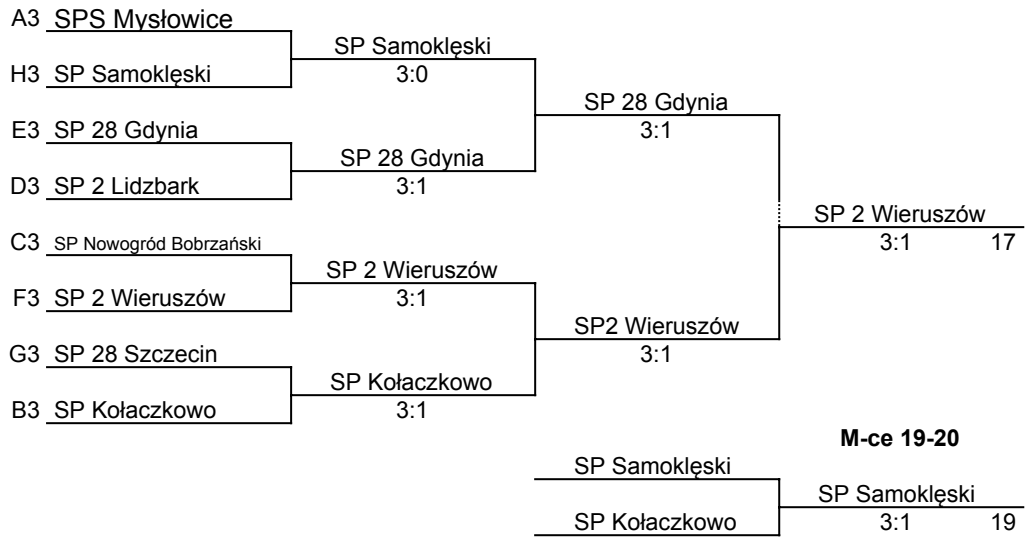 A3 SPS Mysłowice
SP Samoklęski
H3 SP Samoklęski
3:0
SP 28 Gdynia
E3 SP 28 Gdynia
3:1
SP 28 Gdynia
D3 SP 2 Lidzbark
3:1
SP 2 Wieruszów
C3 SP Nowogród Bobrzański
3:1 17
SP 2 Wieruszów
F3 SP 2 Wieruszów
3:1
SP2 Wieruszów
G3 SP 28 Szczecin
3:1
SP Kołaczkowo
B3 SP Kołaczkowo
3:1
M-ce 19-20
SP Samoklęski
SP Samoklęski
SP Kołaczkowo
3:1 19